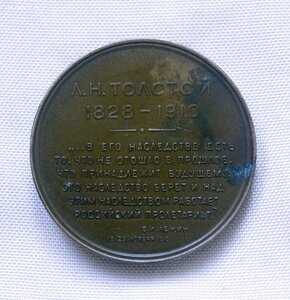 Л.Н.ТОЛСТОЙ
1828 – 1910
„...В ЕГО НАСЛЕДСТВЕ ЕСТЬ
ТО, ЧТО НЕ ОТОШЛО В ПРОШЛОЕ,
ЧТО ПРИНАДЛЕЖИТ БУДУЩЕМУ.
ЭТО НАСЛЕДСТВО БЕРЕТ И НАД
ЭТИМ НАСЛЕДСТВОМ РАБОТАЕТ
РОССИЙСКИЙ ПРОЛЕТАРИАТ"
В.И.ЛЕНИН
НОЯБРЯ